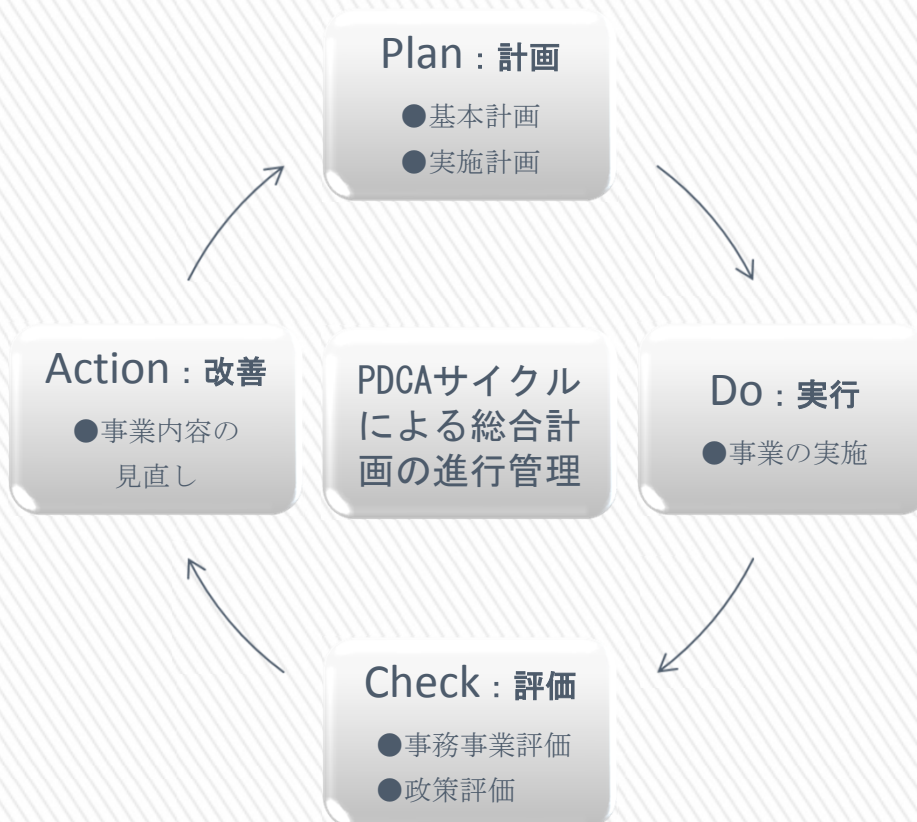 Plan：計画
●基本計画
●実施計画
Action：改善
●事業内容の
見直し
PDCAサイクル
による総合計
画の進行管理
Do：実行
●事業の実施
Check：評価
●事務事業評価
●政策評価